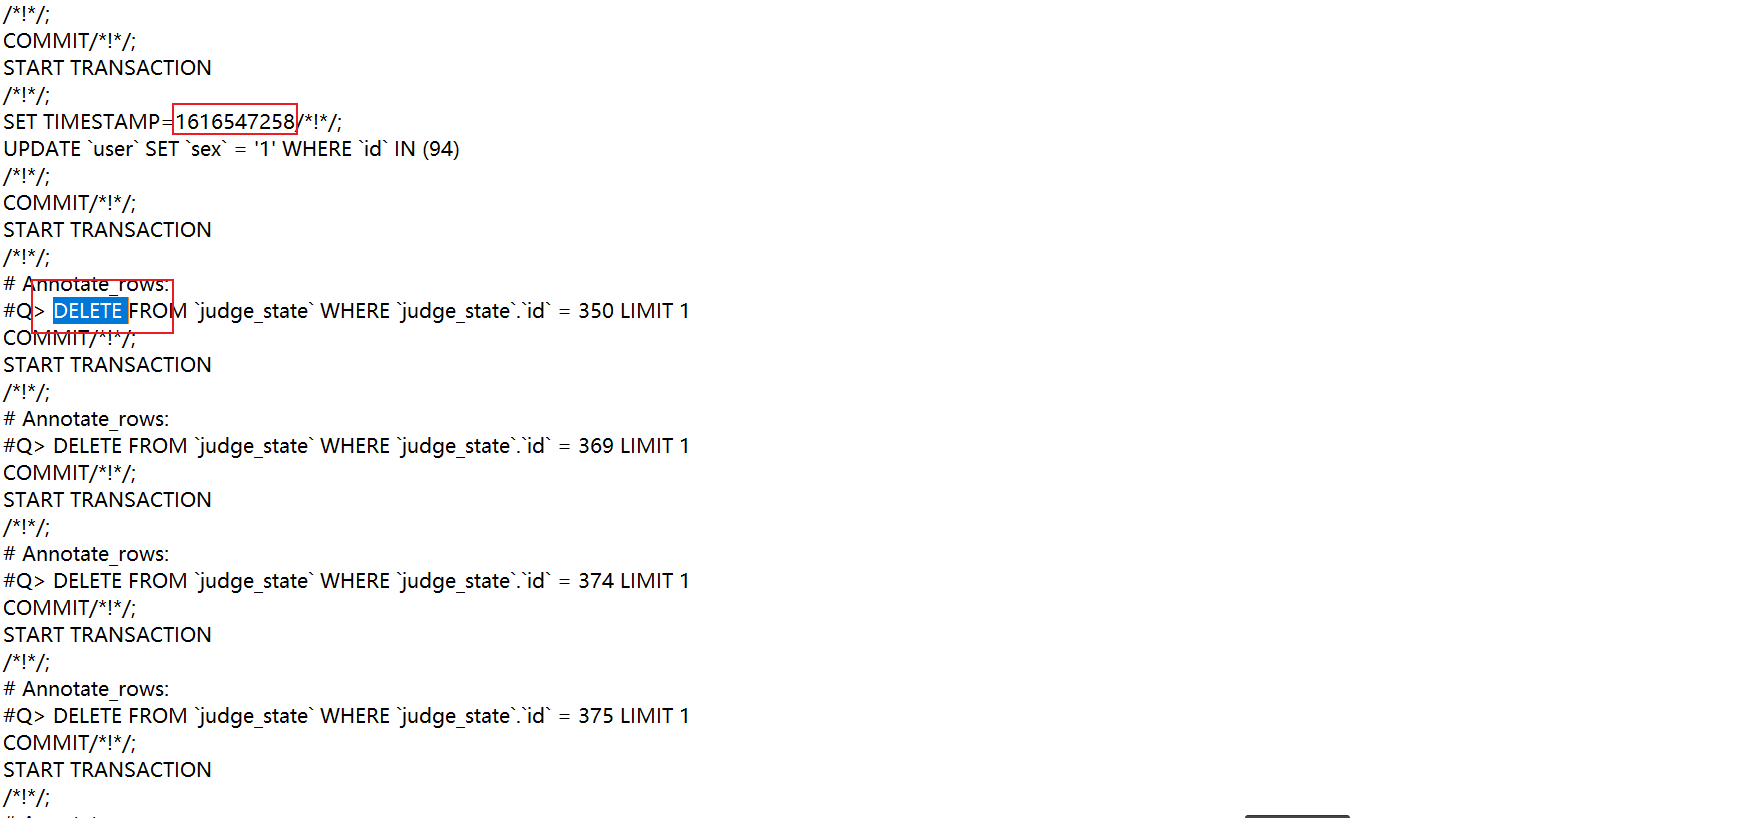 /*!*/;
COMMIT/*!*/;
START TRANSACTION
/*!*/;
SET TIMESTAMP=1616547258/*!*/;
UPDATE `user` SET `sex` = '1' WHERE `id` IN (94)
/*!*/;
COMMIT/*!*/;
START TRANSACTION
/*!*/;
# Annotate_rows:
#Q> DELETE FROM `judge_state` WHERE `judge_state`.`id` = 350 LIMIT 1
COMMIT/*!*/;
START TRANSACTION
/*!*/;
# Annotate_rows:
#Q> DELETE FROM `judge_state` WHERE `judge_state`.`id` = 369 LIMIT 1
COMMIT/*!*/;
START TRANSACTION
/*!*/;
# Annotate_rows:
#Q> DELETE FROM `judge_state` WHERE `judge_state`.`id` = 374 LIMIT 1
COMMIT/*!*/;
START TRANSACTION
/*!*/;
# Annotate_rows:
#Q> DELETE FROM `judge_state` WHERE `judge_state`.`id` = 375 LIMIT 1
COMMIT/*!*/;
START TRANSACTION
/*!*/;